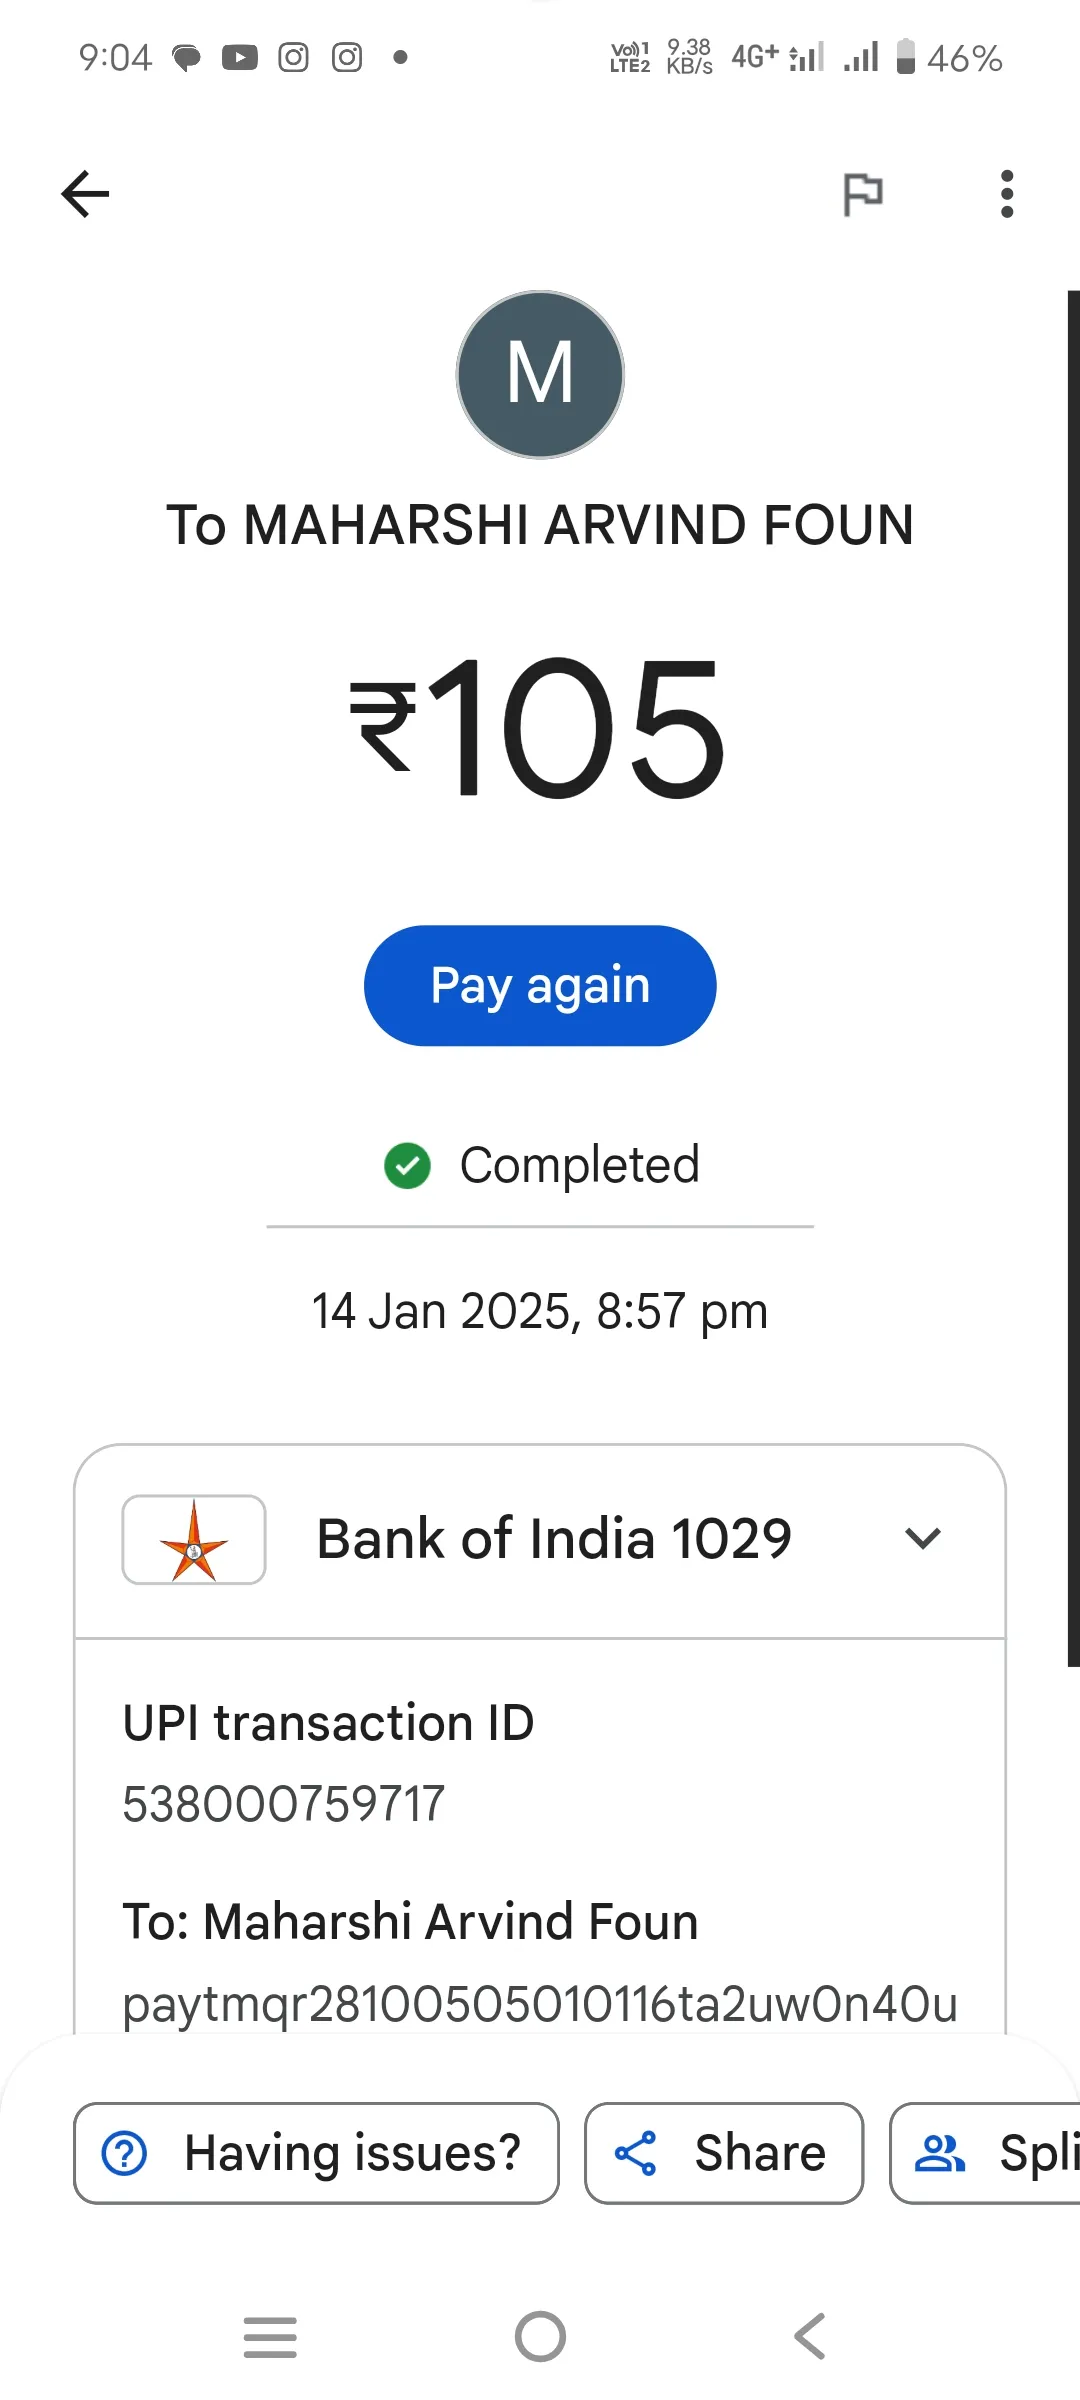 9:04
Vo)) 1
LTE2
9.38
KB/s
4G+
46%
M
To MAHARSHI ARVIND FOUN
₹105
Pay again
Completed
14 Jan 2025, 8:57 pm
Bank of India 1029
UPI transaction ID
538000759717
To: Maharshi Arvind Foun
paytmqr28100505010116ta2uw0n40u
Having issues?
Share
Spli